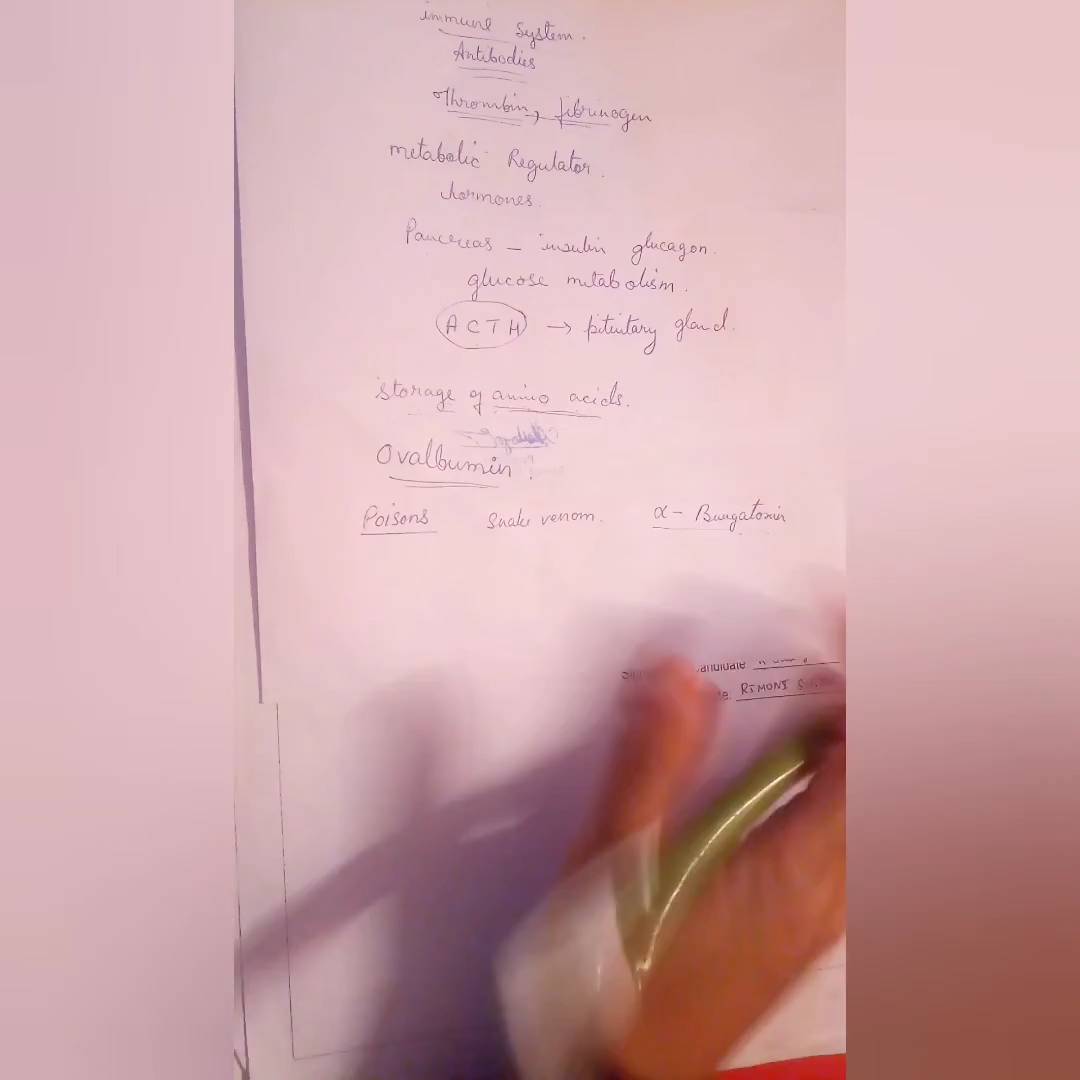 immune System.
Antibodies
Thrombin, fibrinogen
metabolic Regulator.
hormones.
Pancreas - insulin glucagon.
glucose metabolism.
ACTH → pituitary gland.
storage of amino acids.
Ovalbumin.
Poisons snake venom. α- Bungatoxin
RIMONI